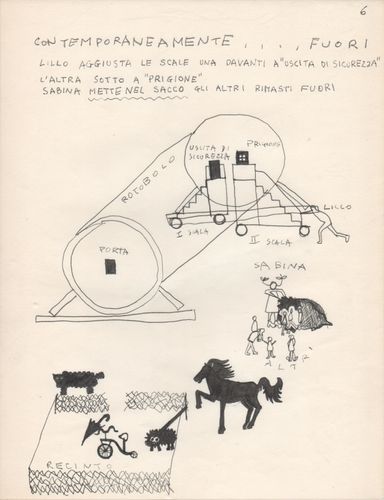 6
CONTEMPORANEAMENTE, . . . , FUORI
LILLO AGGIUSTA LE SCALE UNA DAVANTI A "USCITA DI SICUREZZA"
L'ALTRA SOTTO A "PRIGIONE"
SABINA METTE NEL SACCO GLI ALTRI RIMASTI FUORI
USCITA DI
SICUREZZA
PRIGIONE
ROTOBOLO
LILLO
I
SCALA
II
SCALA
PORTA
SABINA
ALTRI
RECINTO